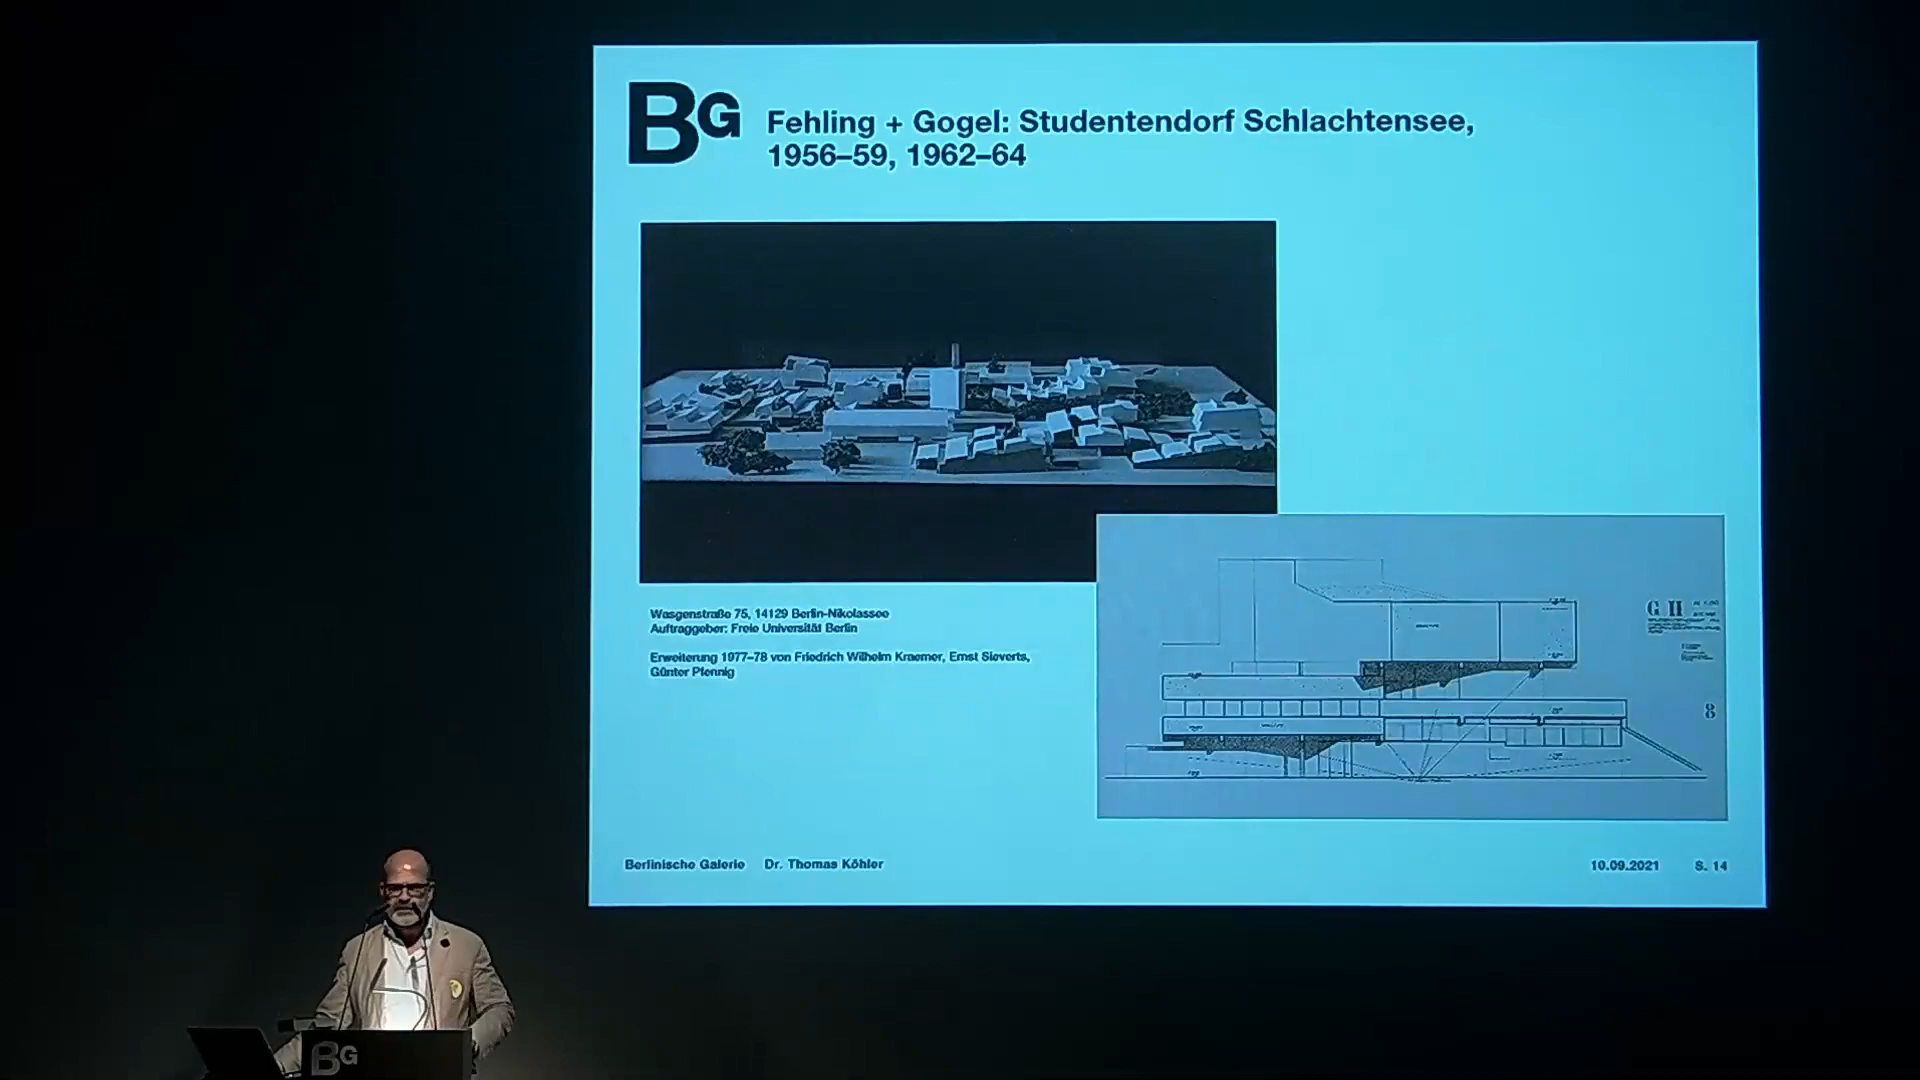 BG
Fehling + Gogel: Studentendorf Schlachtensee,
1956–59, 1962–64
Wasgenstraße 75, 14129 Berlin-Nikolassee
Auftraggeber: Freie Universität Berlin
Erweiterung 1977–78 von Friedrich Wilhelm Kraemer, Ernst Sieverts,
Günter Pfennig
G II
8
Berlinische Galerie Dr. Thomas Köhler
10.09.2021 S. 14
BG